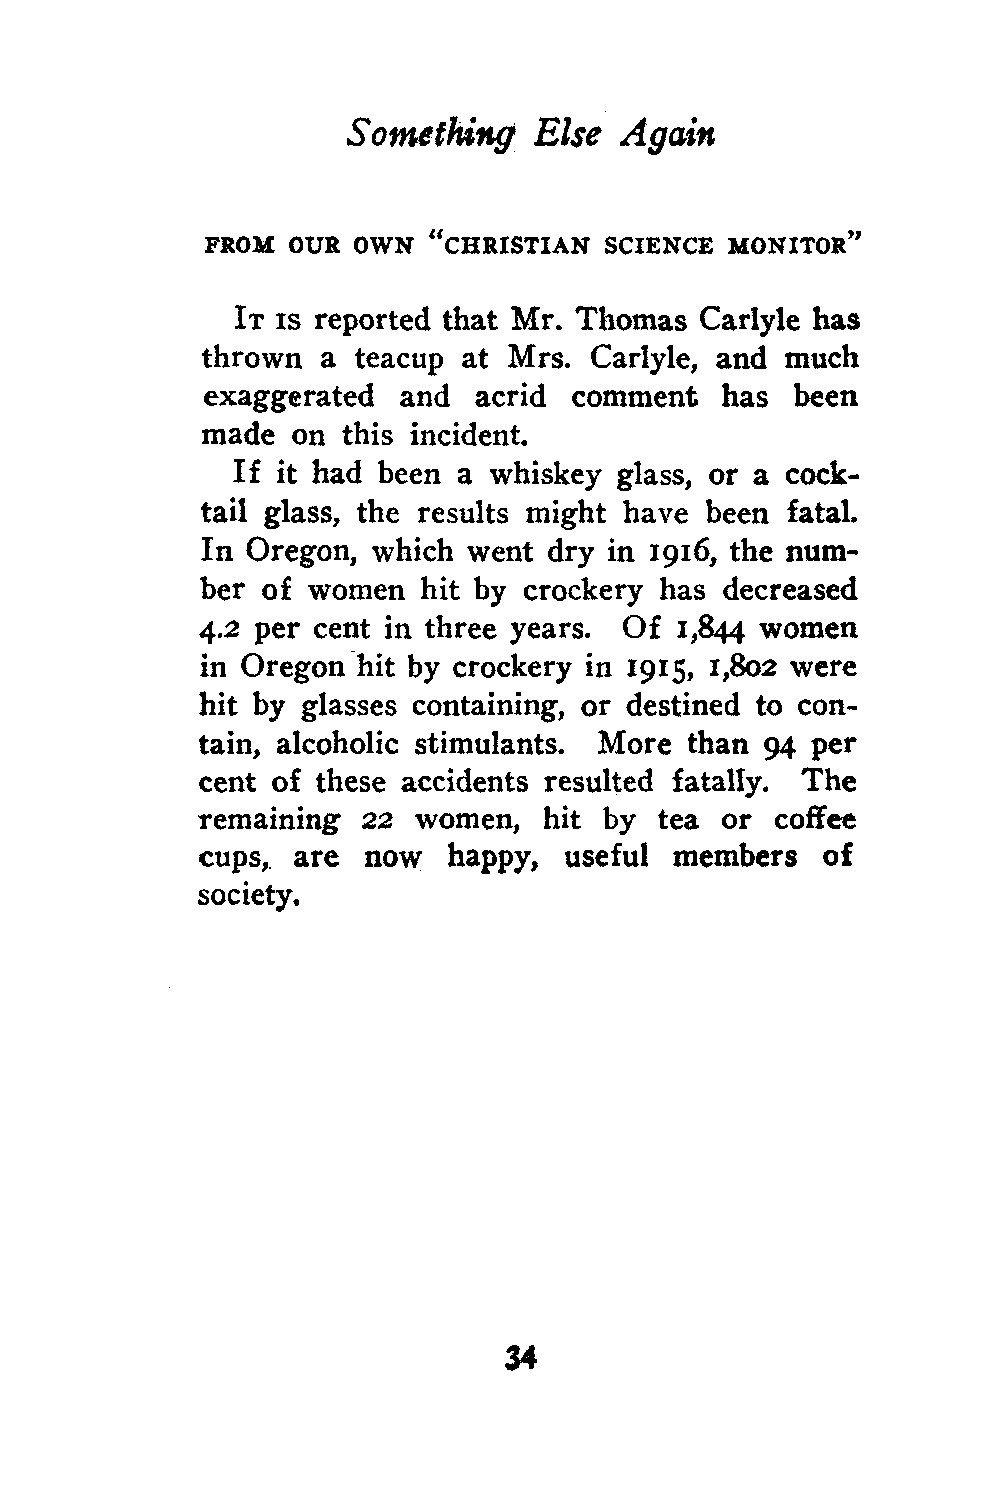 Something Else Again
FROM OUR OWN “CHRISTIAN SCIENCE MONITOR”
IT IS reported that Mr. Thomas Carlyle has
thrown a teacup at Mrs. Carlyle, and much
exaggerated and acrid comment has been
made on this incident.
If it had been a whiskey glass, or a cock-
tail glass, the results might have been fatal.
In Oregon, which went dry in 1916, the num-
ber of women hit by crockery has decreased
4.2 per cent in three years. Of 1,844 women
in Oregon hit by crockery in 1915, 1,802 were
hit by glasses containing, or destined to con-
tain, alcoholic stimulants. More than 94 per
cent of these accidents resulted fatally. The
remaining 22 women, hit by tea or coffee
cups, are now happy, useful members of
society.
34